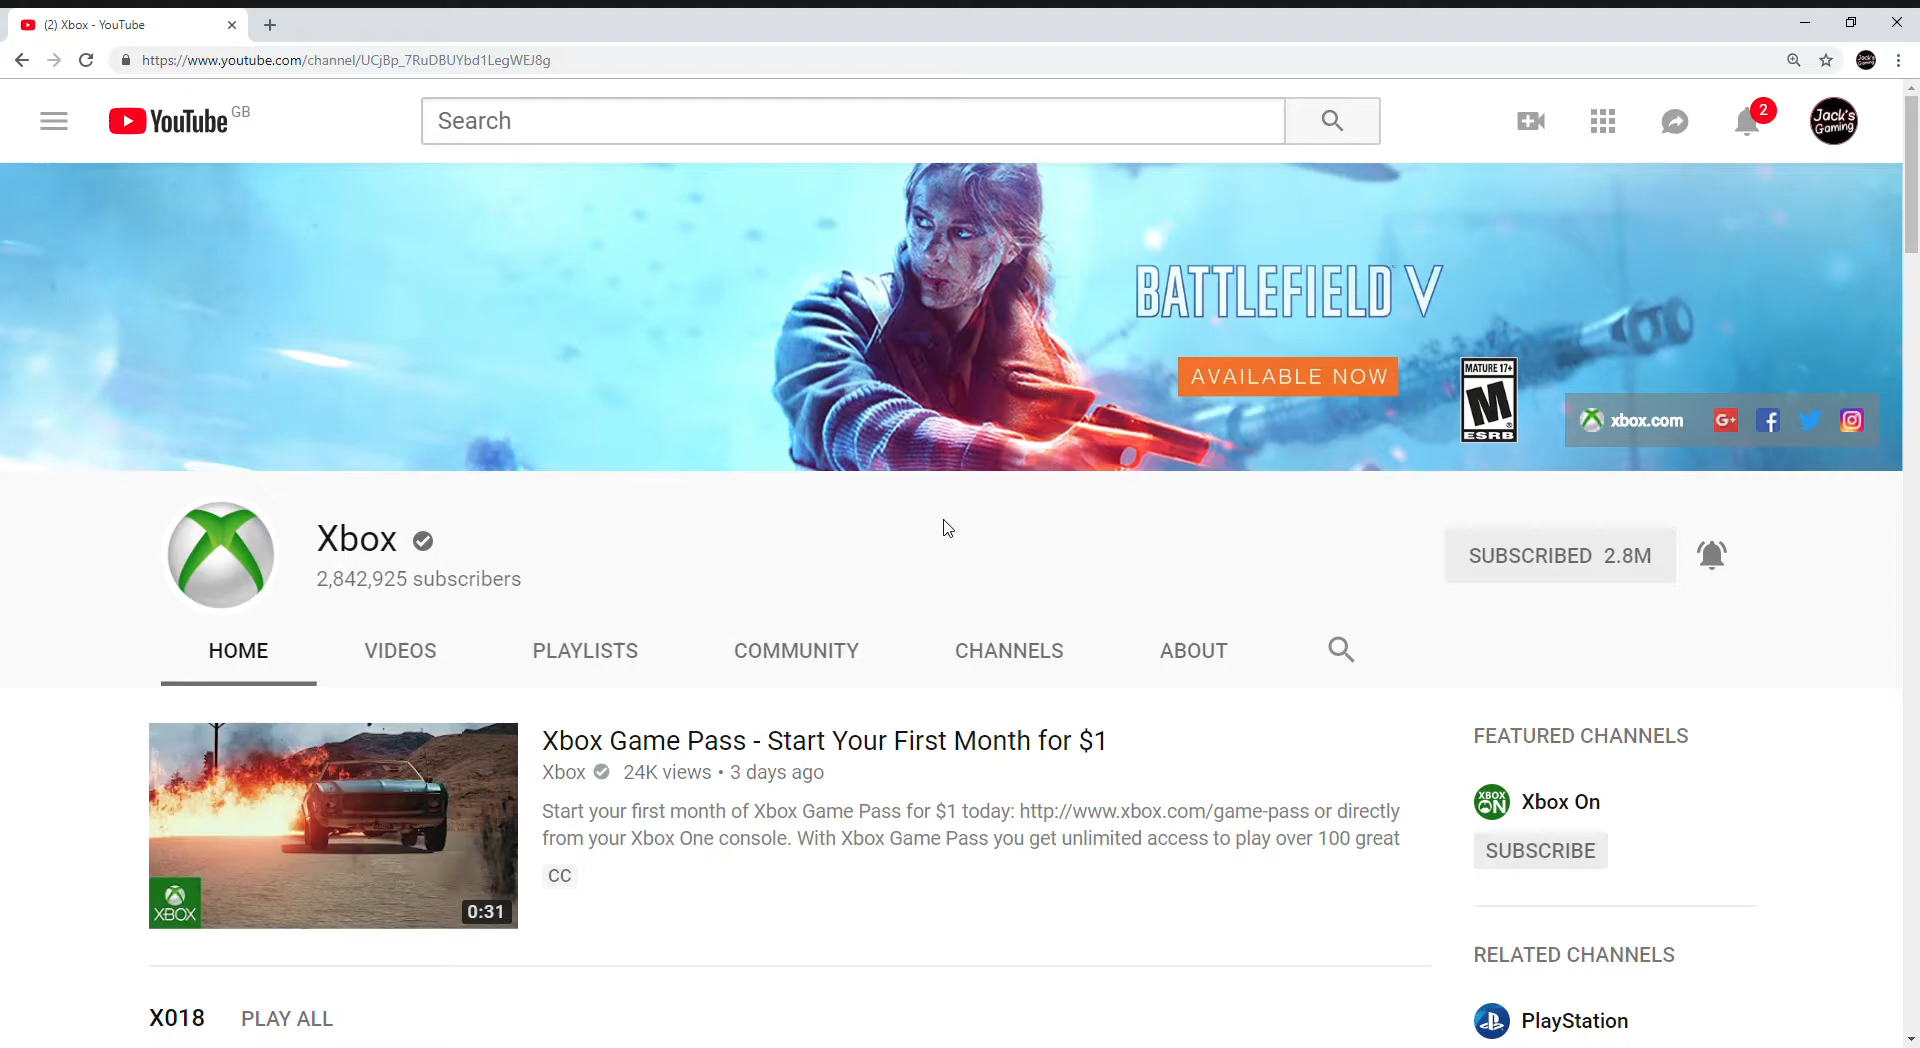 (2) Xbox - YouTube
https://www.youtube.com/channel/UCjBp_7RuDBUYbd1LegWEJ8g
YouTube GB
Search
2
Jack's Gaming
BATTLEFIELD V
AVAILABLE NOW
MATURE 17+
M
ESRB
xbox.com
G+
Xbox
2,842,925 subscribers
SUBSCRIBED 2.8M
HOME VIDEOS PLAYLISTS COMMUNITY CHANNELS ABOUT
Xbox Game Pass - Start Your First Month for $1
Xbox 24K views • 3 days ago
Start your first month of Xbox Game Pass for $1 today: http://www.xbox.com/game-pass or directly
from your Xbox One console. With Xbox Game Pass you get unlimited access to play over 100 great
CC
XBOX
0:31
FEATURED CHANNELS
XBOX ON
Xbox On
SUBSCRIBE
RELATED CHANNELS
PlayStation
X018 PLAY ALL